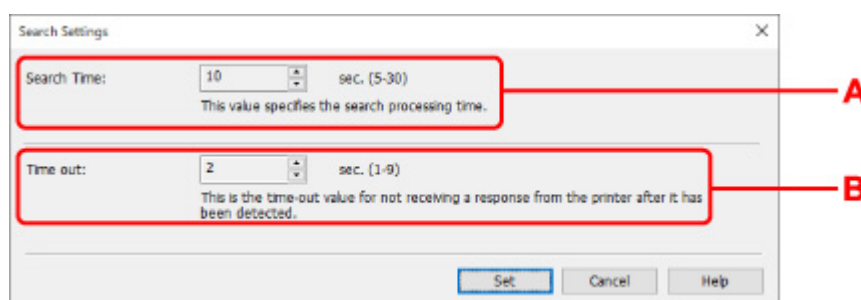 Search Settings
Search Time: 10 sec. (5-30)
This value specifies the search processing time.
A
Time out: 2 sec. (1-9)
This is the time-out value for not receiving a response from the printer after it has
been detected.
B
Set Cancel Help